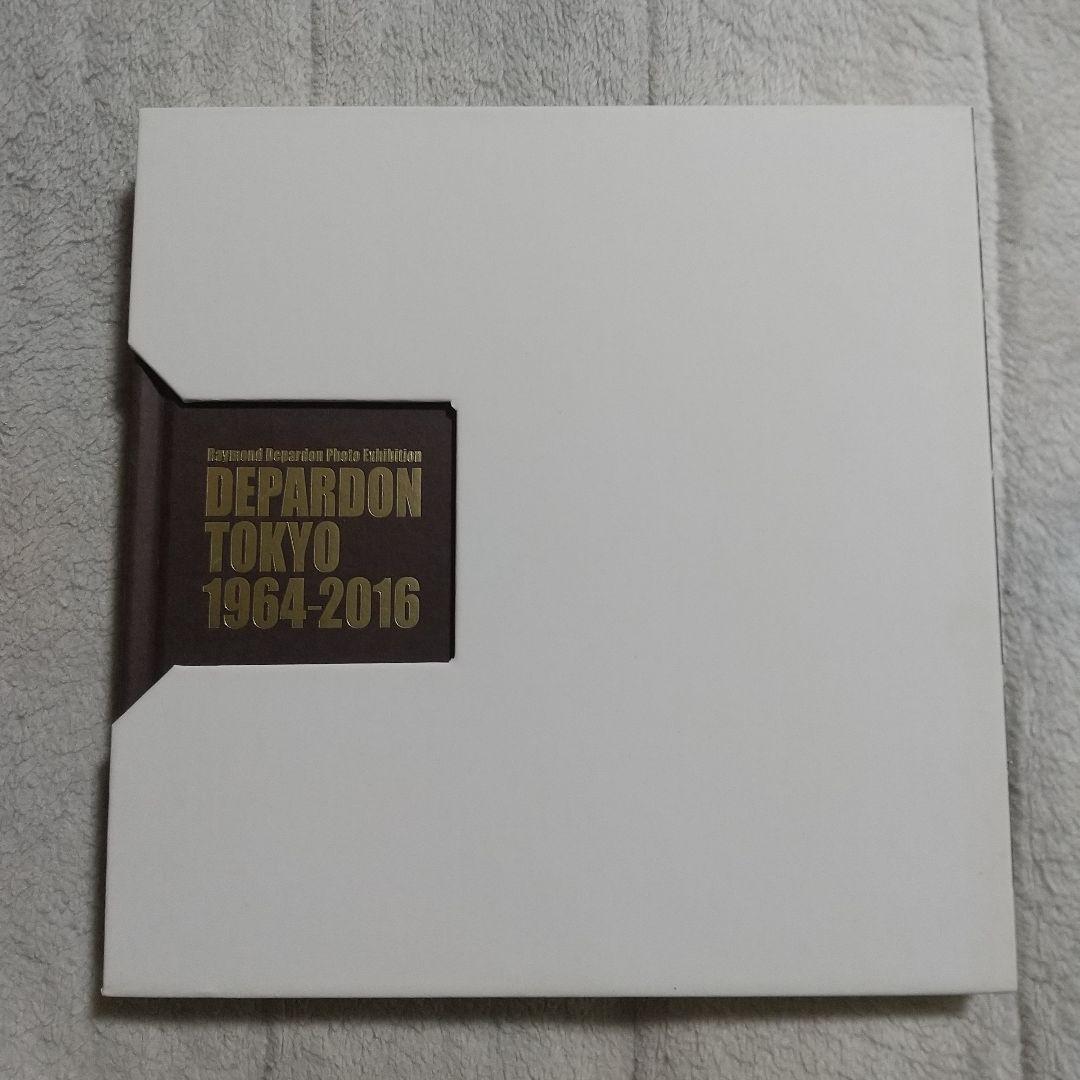 Raymond Depardon Photo Exhibition
DEPARDON
TOKYO
1964-2016